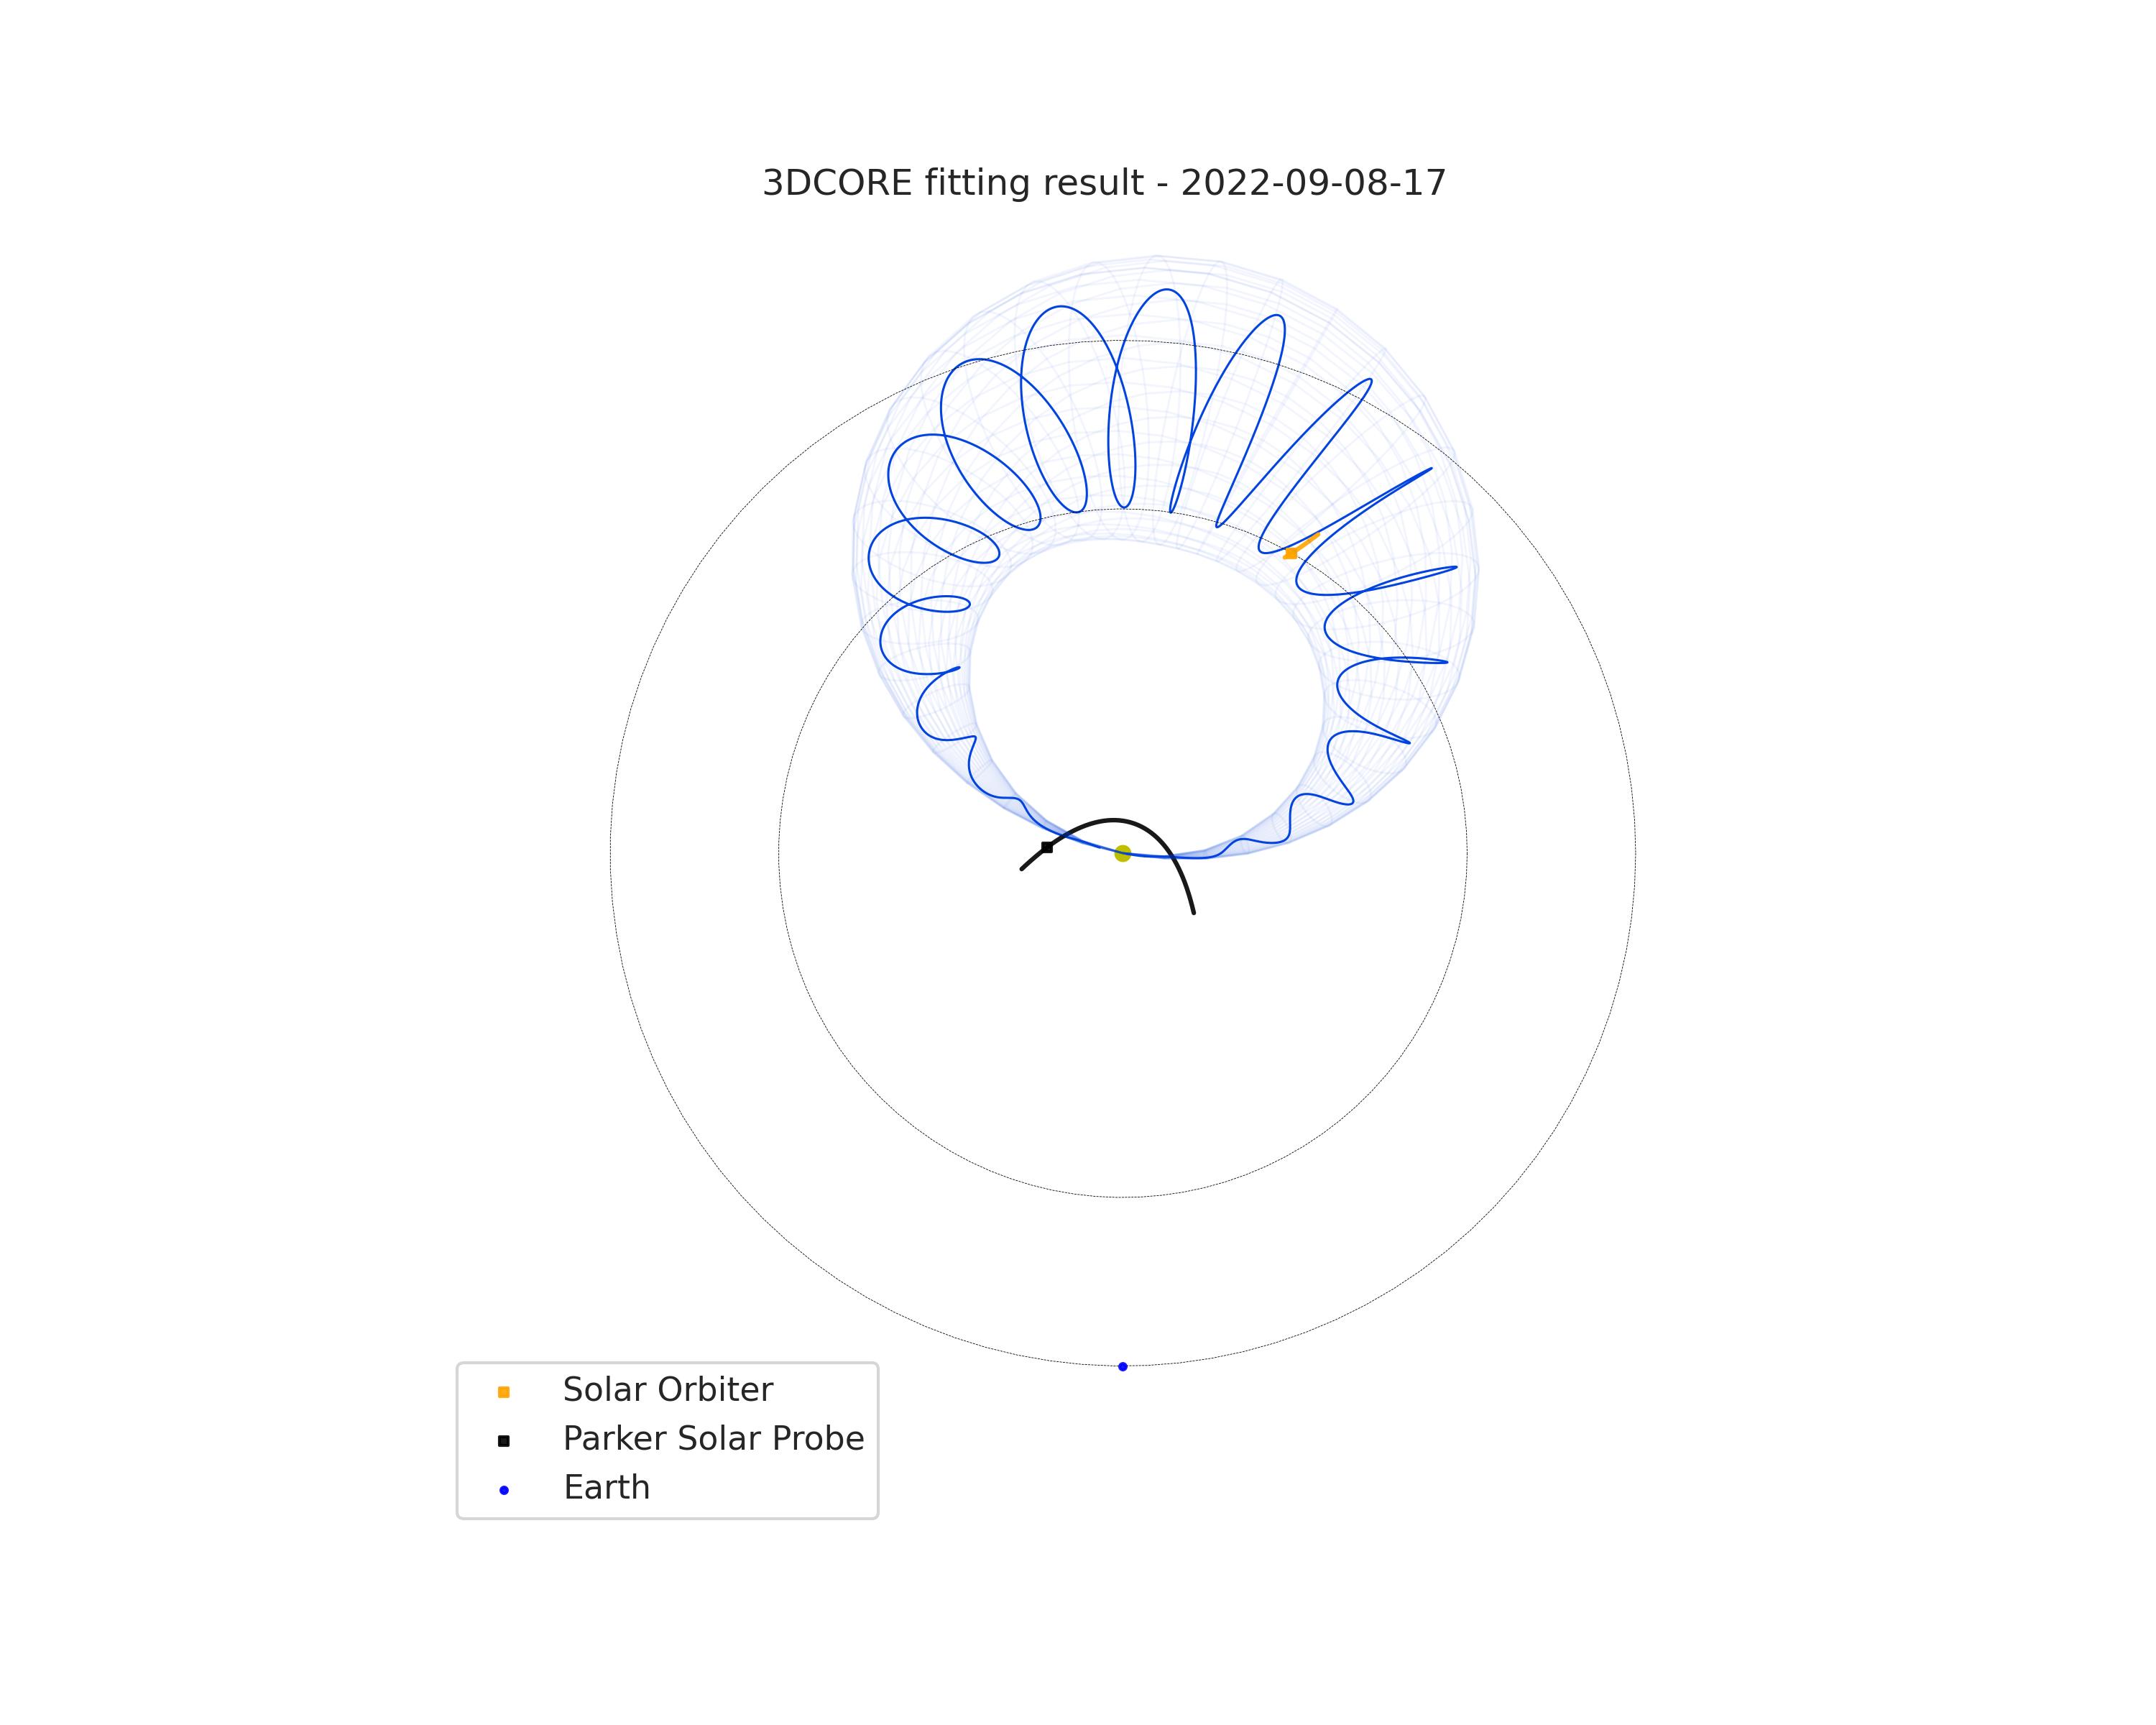 3DCORE fitting result - 2022-09-08-17
Solar Orbiter
Parker Solar Probe
Earth